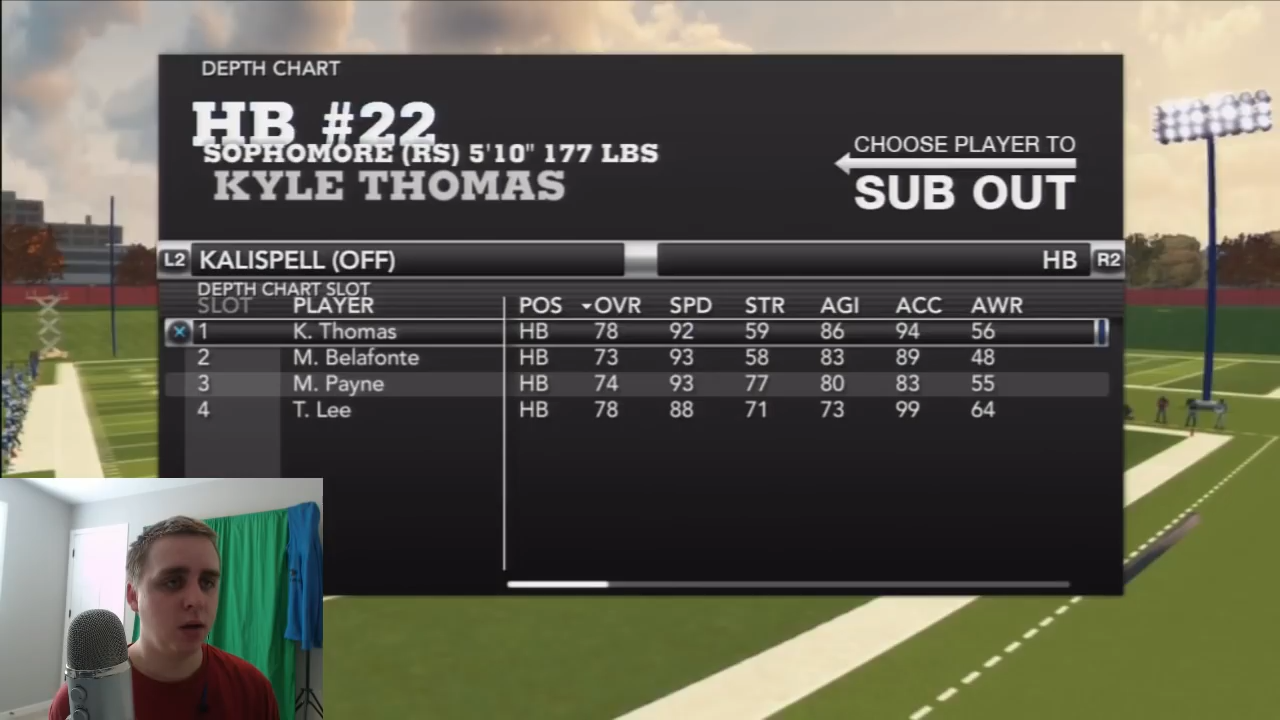 DEPTH CHART
HB #22
SOPHOMORE (RS) 5'10" 177 LBS
KYLE THOMAS
CHOOSE PLAYER TO
SUB OUT
L2 KALISPELL (OFF) HB R2
DEPTH CHART SLOT
SLOT PLAYER POS OVR SPD STR AGI ACC AWR
1 K. Thomas HB 78 92 59 86 94 56
2 M. Belafonte HB 73 93 58 83 89 48
3 M. Payne HB 74 93 77 80 83 55
4 T. Lee HB 78 88 71 73 99 64